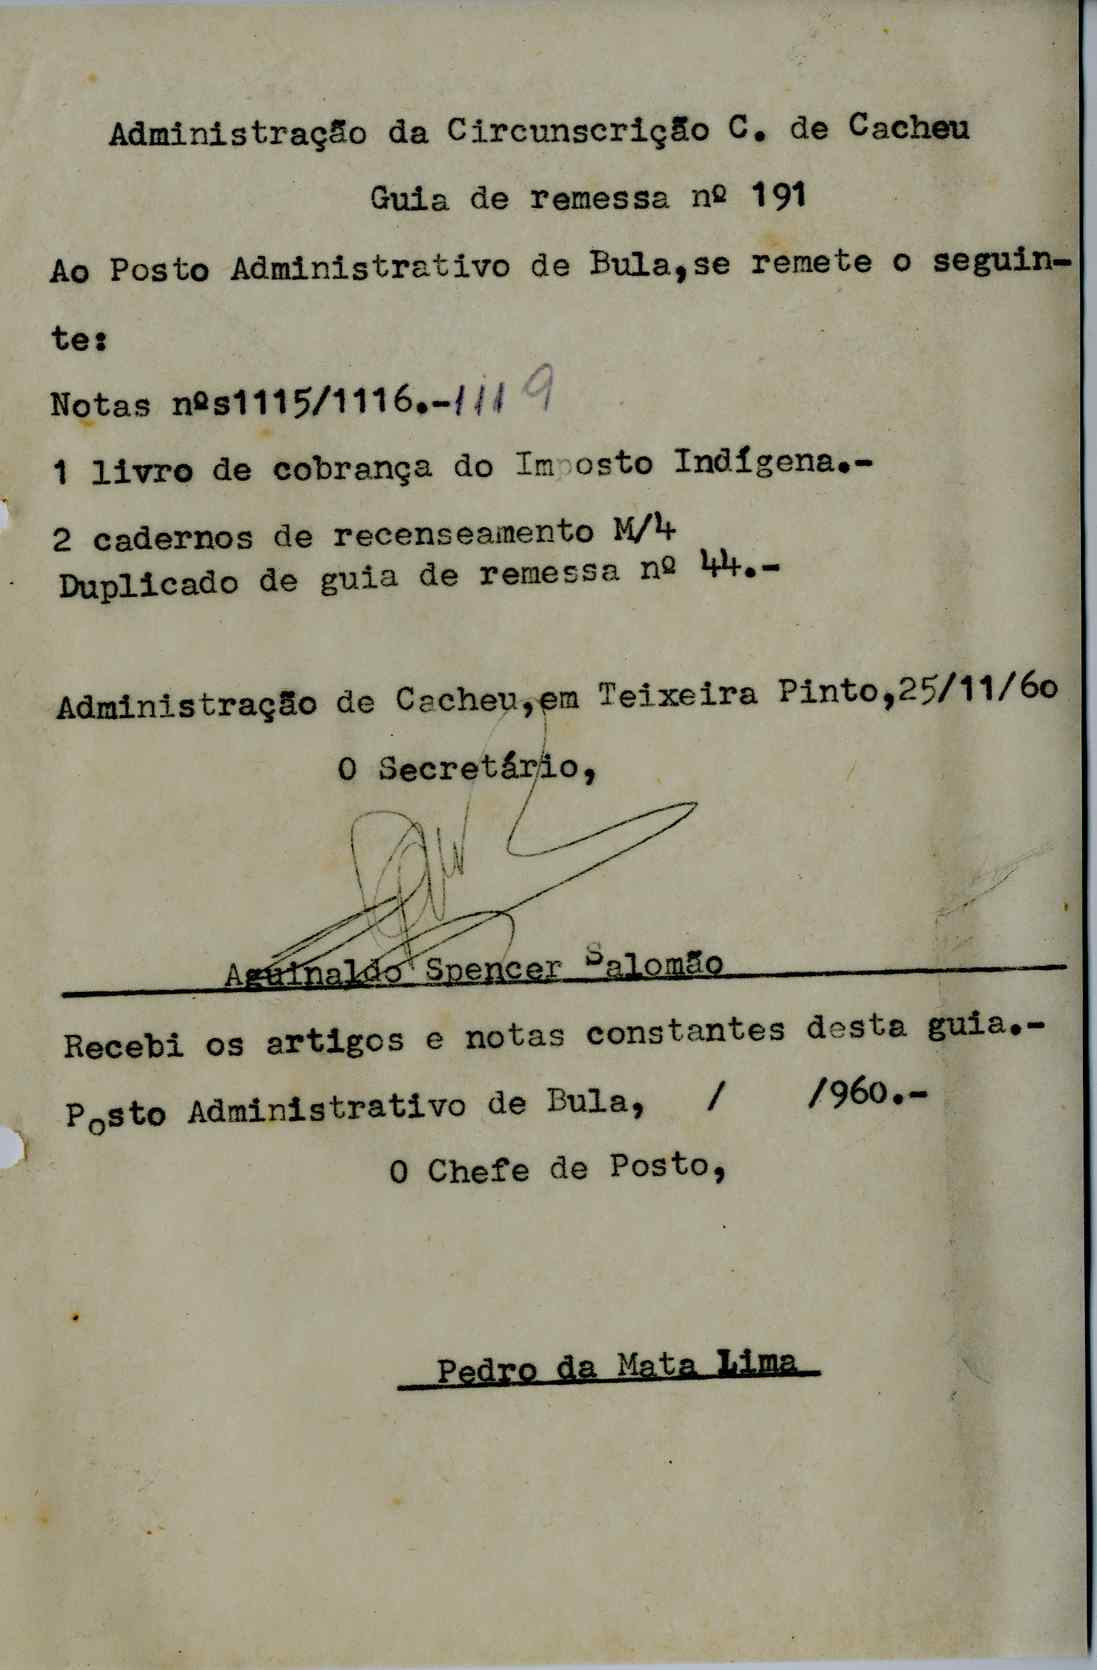 Administração da Circunscrição C. de Cacheu
Guia de remessa nº 191
Ao Posto Administrativo de Bula,se remete o seguin-
te:
Notas nºs1115/1116.-1119
1 livro de cobrança do Imposto Indígena.-
2 cadernos de recenseamento M/4
Duplicado de guia de remessa nº 44.-
Administração de Cacheu,em Teixeira Pinto,25/11/60
O Secretário,
Aguinaldo Spencer Salomão
Recebi os artigos e notas constantes desta guia.-
Posto Administrativo de Bula, / /960.-
O Chefe de Posto,
Pedro da Mata Lima